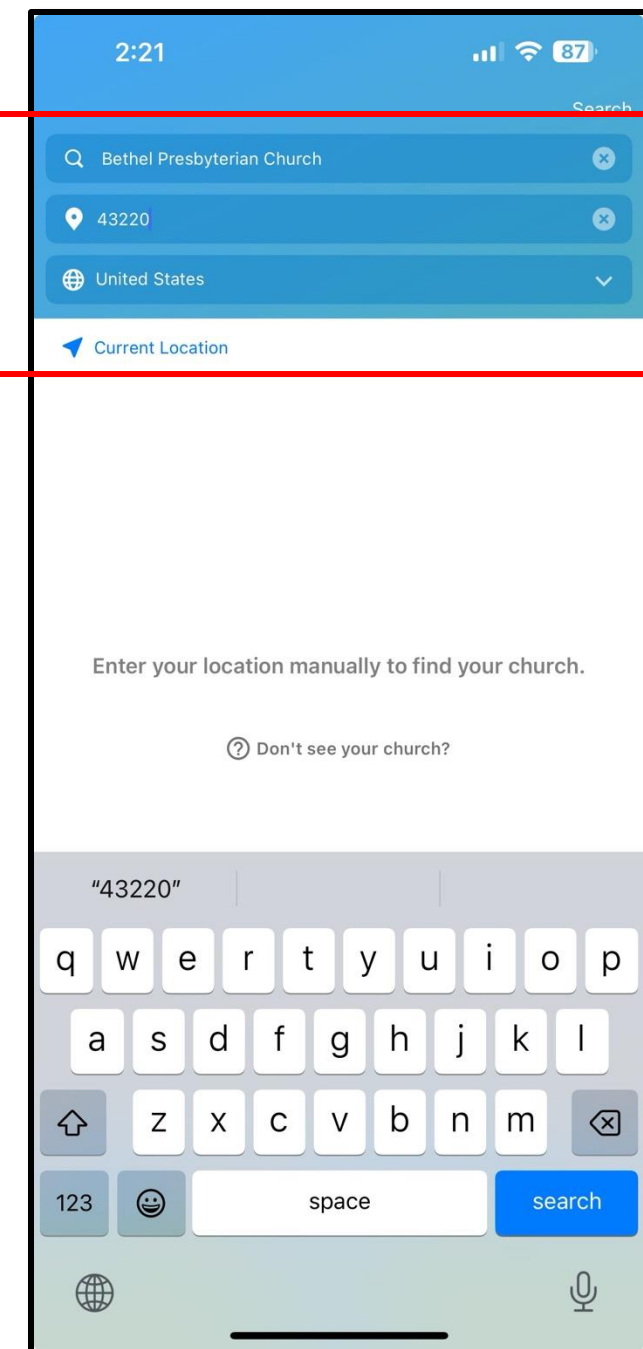 2:21
87
Search
Bethel Presbyterian Church
43220
United States
Current Location
Enter your location manually to find your church.
Don't see your church?
"43220"
q w e r t y u i o p
a s d f g h j k l
z x c v b n m
123 space search